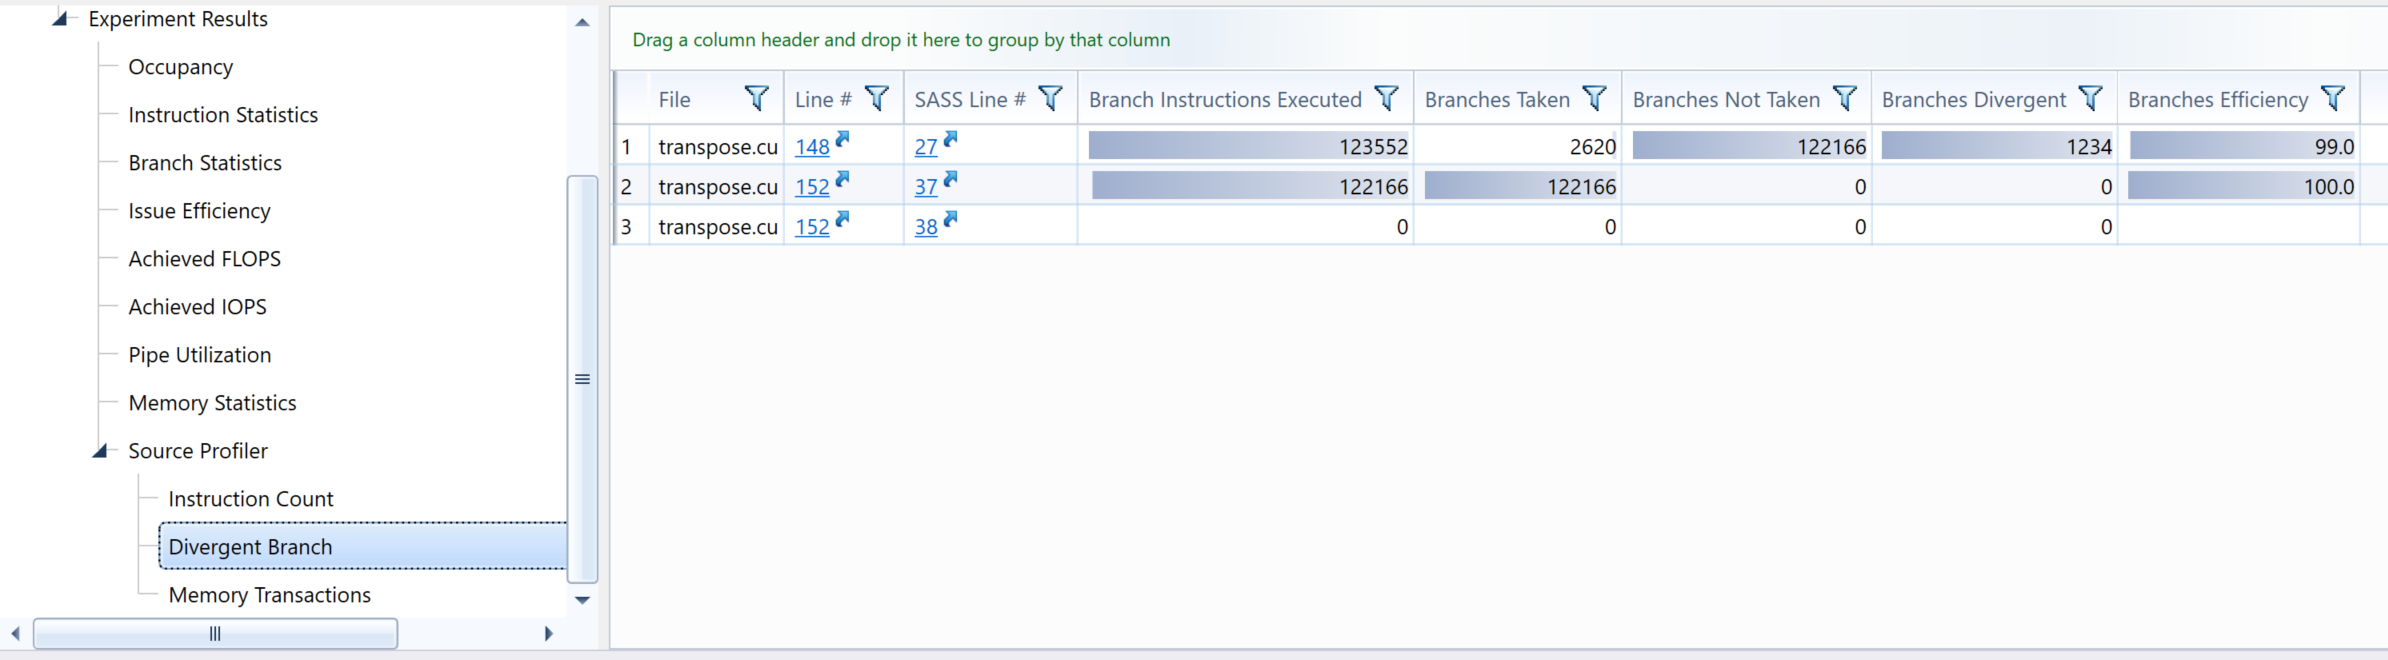 Experiment Results
Occupancy
Instruction Statistics
Branch Statistics
Issue Efficiency
Achieved FLOPS
Achieved IOPS
Pipe Utilization
Memory Statistics
Source Profiler
Instruction Count
Divergent Branch
Memory Transactions
Drag a column header and drop it here to group by that column
File Line # SASS Line # Branch Instructions Executed Branches Taken Branches Not Taken Branches Divergent Branches Efficiency
1 transpose.cu 148 27 123552 2620 122166 1234 99.0
2 transpose.cu 152 37 122166 122166 0 0 100.0
3 transpose.cu 152 38 0 0 0 0